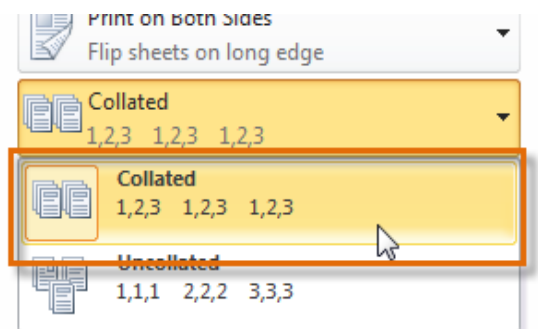 Print on Both Sides
Flip sheets on long edge
Collated
1,2,3 1,2,3 1,2,3
Collated
1,2,3 1,2,3 1,2,3
Uncollated
1,1,1 2,2,2 3,3,3